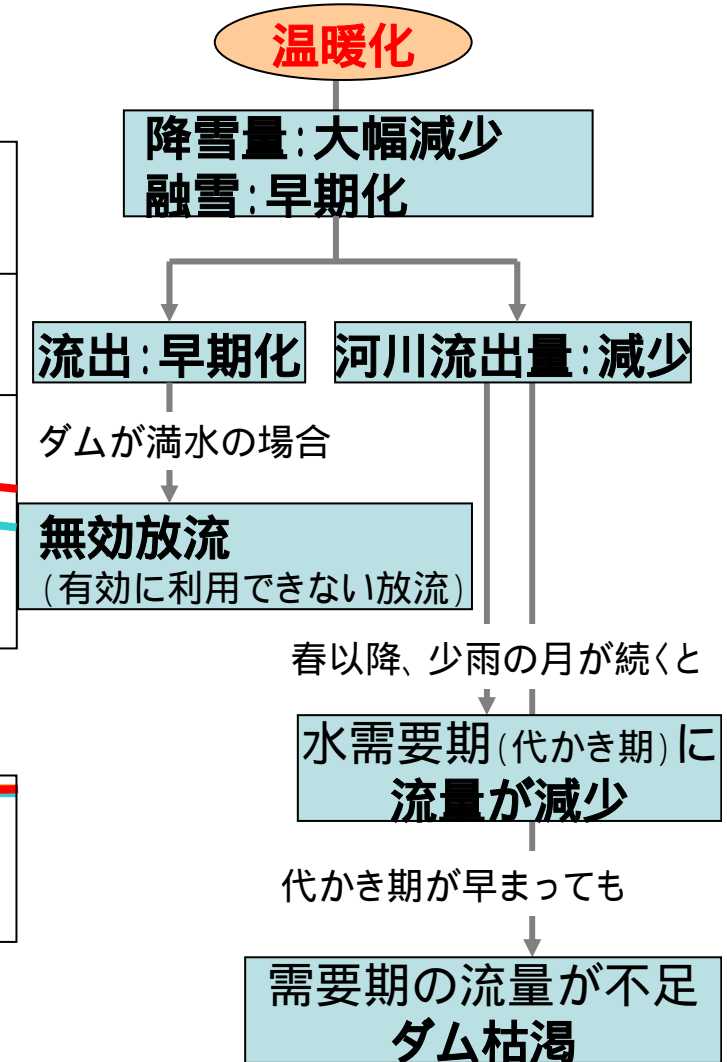 温暖化
降雪量:大幅減少
融雪:早期化
流出:早期化
河川流出量:減少
ダムが満水の場合
無効放流
(有効に利用できない放流)
春以降、少雨の月が続くと
水需要期(代かき期)に
流量が減少
代かき期が早まっても
需要期の流量が不足
ダム枯渇